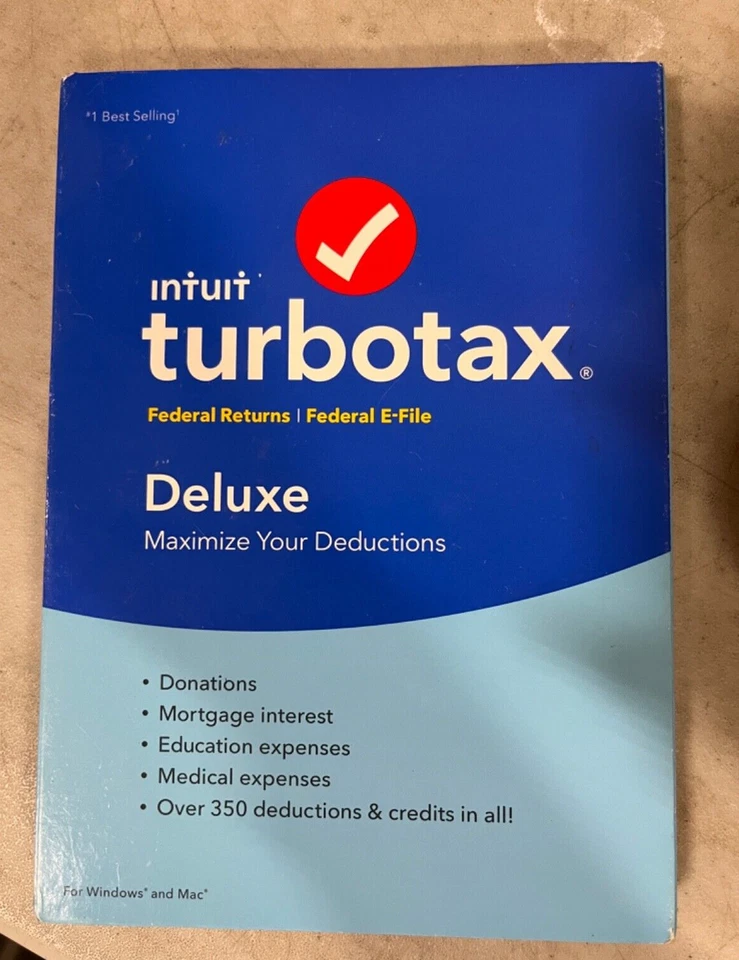 #1 Best Selling¹
intuit
turbotax®
Federal Returns | Federal E-File
Deluxe
Maximize Your Deductions
• Donations
• Mortgage interest
• Education expenses
• Medical expenses
• Over 350 deductions & credits in all!
For Windows® and Mac®